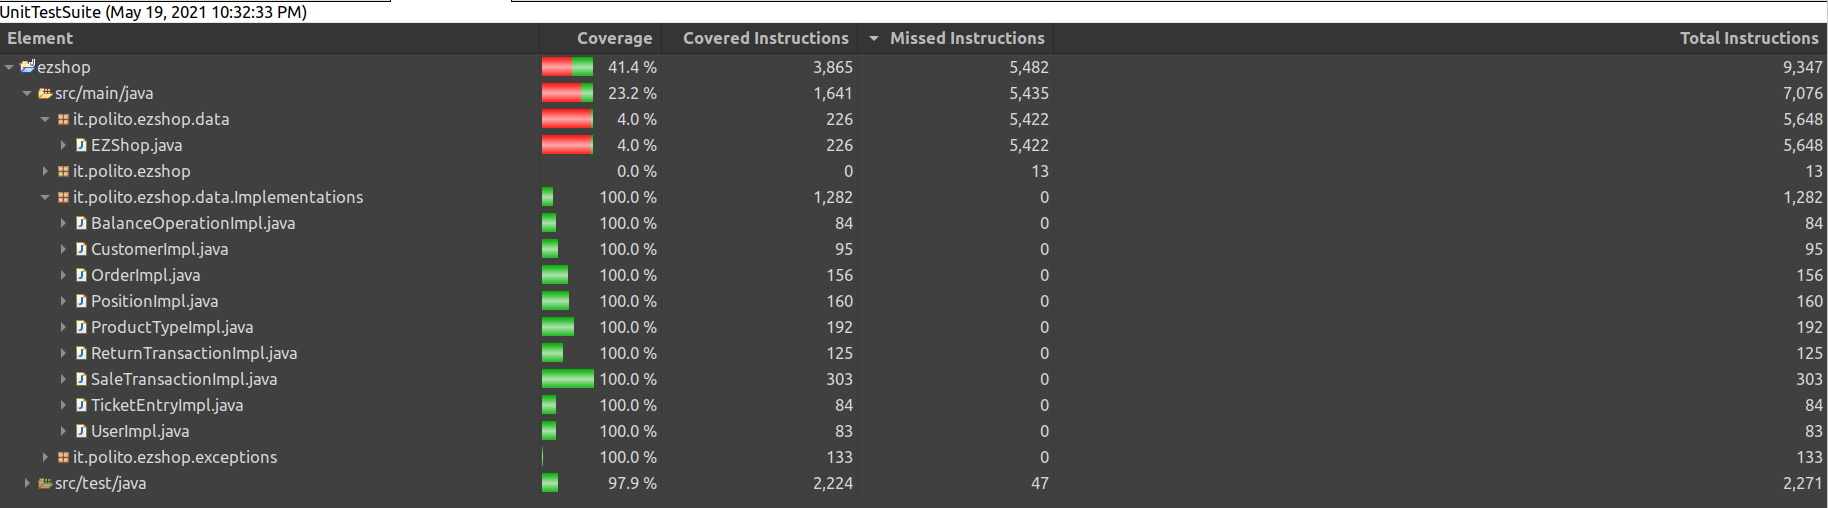 UnitTestSuite (May 19, 2021 10:32:33 PM)
Element Coverage Covered Instructions Missed Instructions Total Instructions
ezshop 41.4 % 3,865 5,482 9,347
src/main/java 23.2 % 1,641 5,435 7,076
it.polito.ezshop.data 4.0 % 226 5,422 5,648
EZShop.java 4.0 % 226 5,422 5,648
it.polito.ezshop 0.0 % 0 13 13
it.polito.ezshop.data.Implementations 100.0 % 1,282 0 1,282
BalanceOperationImpl.java 100.0 % 84 0 84
CustomerImpl.java 100.0 % 95 0 95
OrderImpl.java 100.0 % 156 0 156
PositionImpl.java 100.0 % 160 0 160
ProductTypeImpl.java 100.0 % 192 0 192
ReturnTransactionImpl.java 100.0 % 125 0 125
SaleTransactionImpl.java 100.0 % 303 0 303
TicketEntryImpl.java 100.0 % 84 0 84
UserImpl.java 100.0 % 83 0 83
it.polito.ezshop.exceptions 100.0 % 133 0 133
src/test/java 97.9 % 2,224 47 2,271